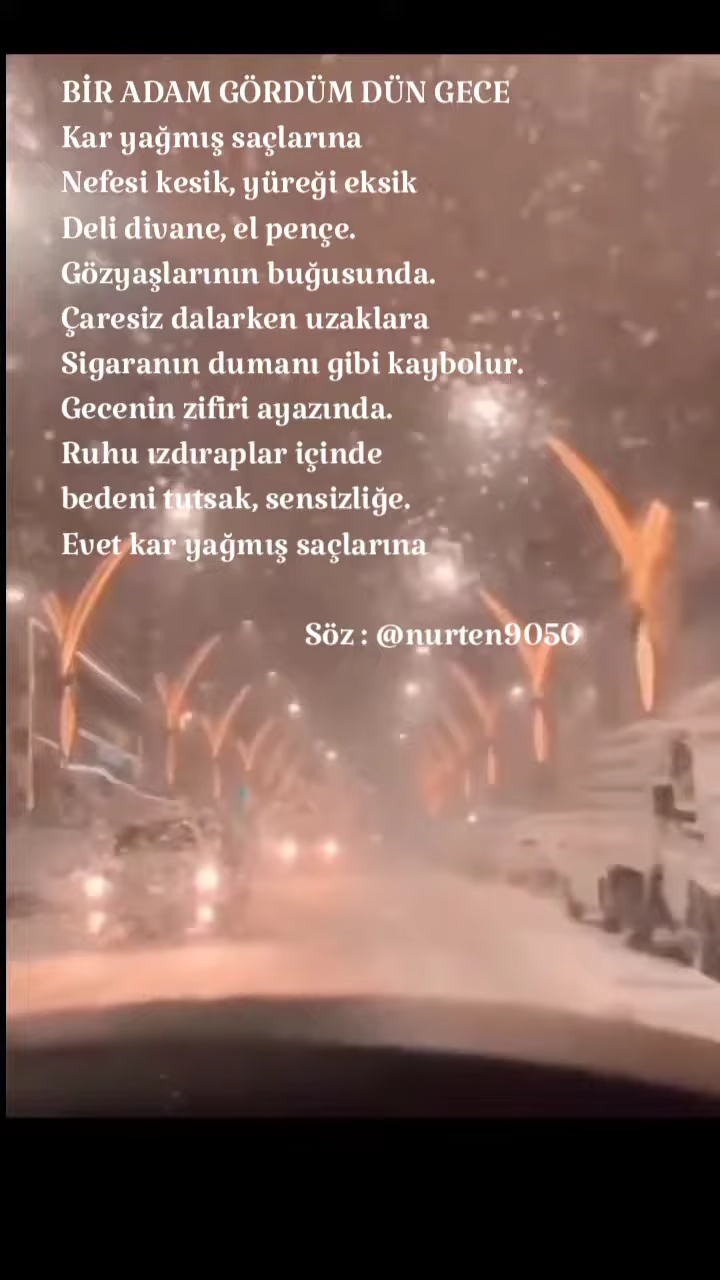 BİR ADAM GÖRDÜM DÜN GECE
Kar yağmış saçlarına
Nefesi kesik, yüreği eksik
Deli divane, el pençe.
Gözyaşlarının buğusunda.
Çaresiz dalarken uzaklara
Sigaranın dumanı gibi kaybolur.
Gecenin zifiri ayazında.
Ruhu ızdıraplar içinde
bedeni tutsak, sensizliğe.
Evet kar yağmış saçlarına
Söz : @nurten9050